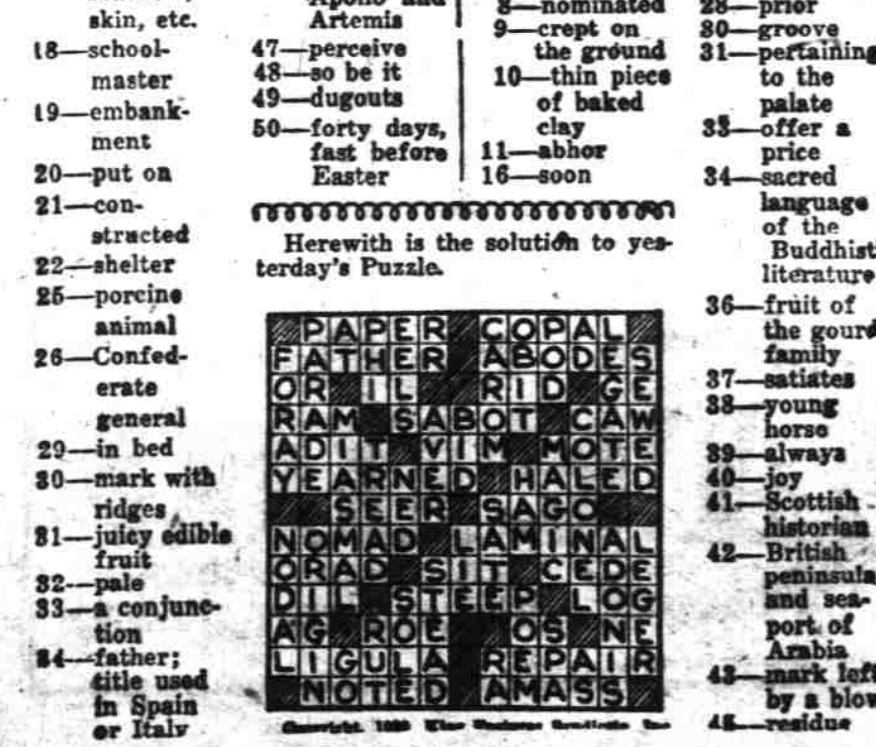 skin, etc.
18—school-
master
19—embank-
ment
20—put on
21—con-
structed
22—shelter
25—porcine
animal
26—Confed-
erate
general
29—in bed
30—mark with
ridges
31—juicy edible
fruit
32—pale
33—a conjunc-
tion
34—father;
title used
in Spain
or Italy
Apollo and
Artemis
47—perceive
48—so be it
49—dugouts
50—forty days,
fast before
Easter
8—nominated
9—crept on
the ground
10—thin piece
of baked
clay
11—abhor
16—soon
28—prior
30—groove
31—pertaining
to the
palate
33—offer a
price
34—sacred
language
of the
Buddhist
literature
36—fruit of
the gourd
family
37—satiates
38—young
horse
39—always
40—joy
41—Scottish
historian
42—British
peninsula
and sea-
port of
Arabia
43—mark left
by a blow
45—residue
Herewith is the solution to yes-
terday's Puzzle.
PAPER COPAL
FATHER ABODES
OR IL RID GE
RAM SABOT CAW
ADIT VIM MOTE
YEARNED HALED
SEER SAGO
NOMAD LAMINAL
ORAD SIT CEDE
DIL STEEP LOG
AG ROE OS NE
LIGULA REPAIR
NOTED AMASS
Copyright,